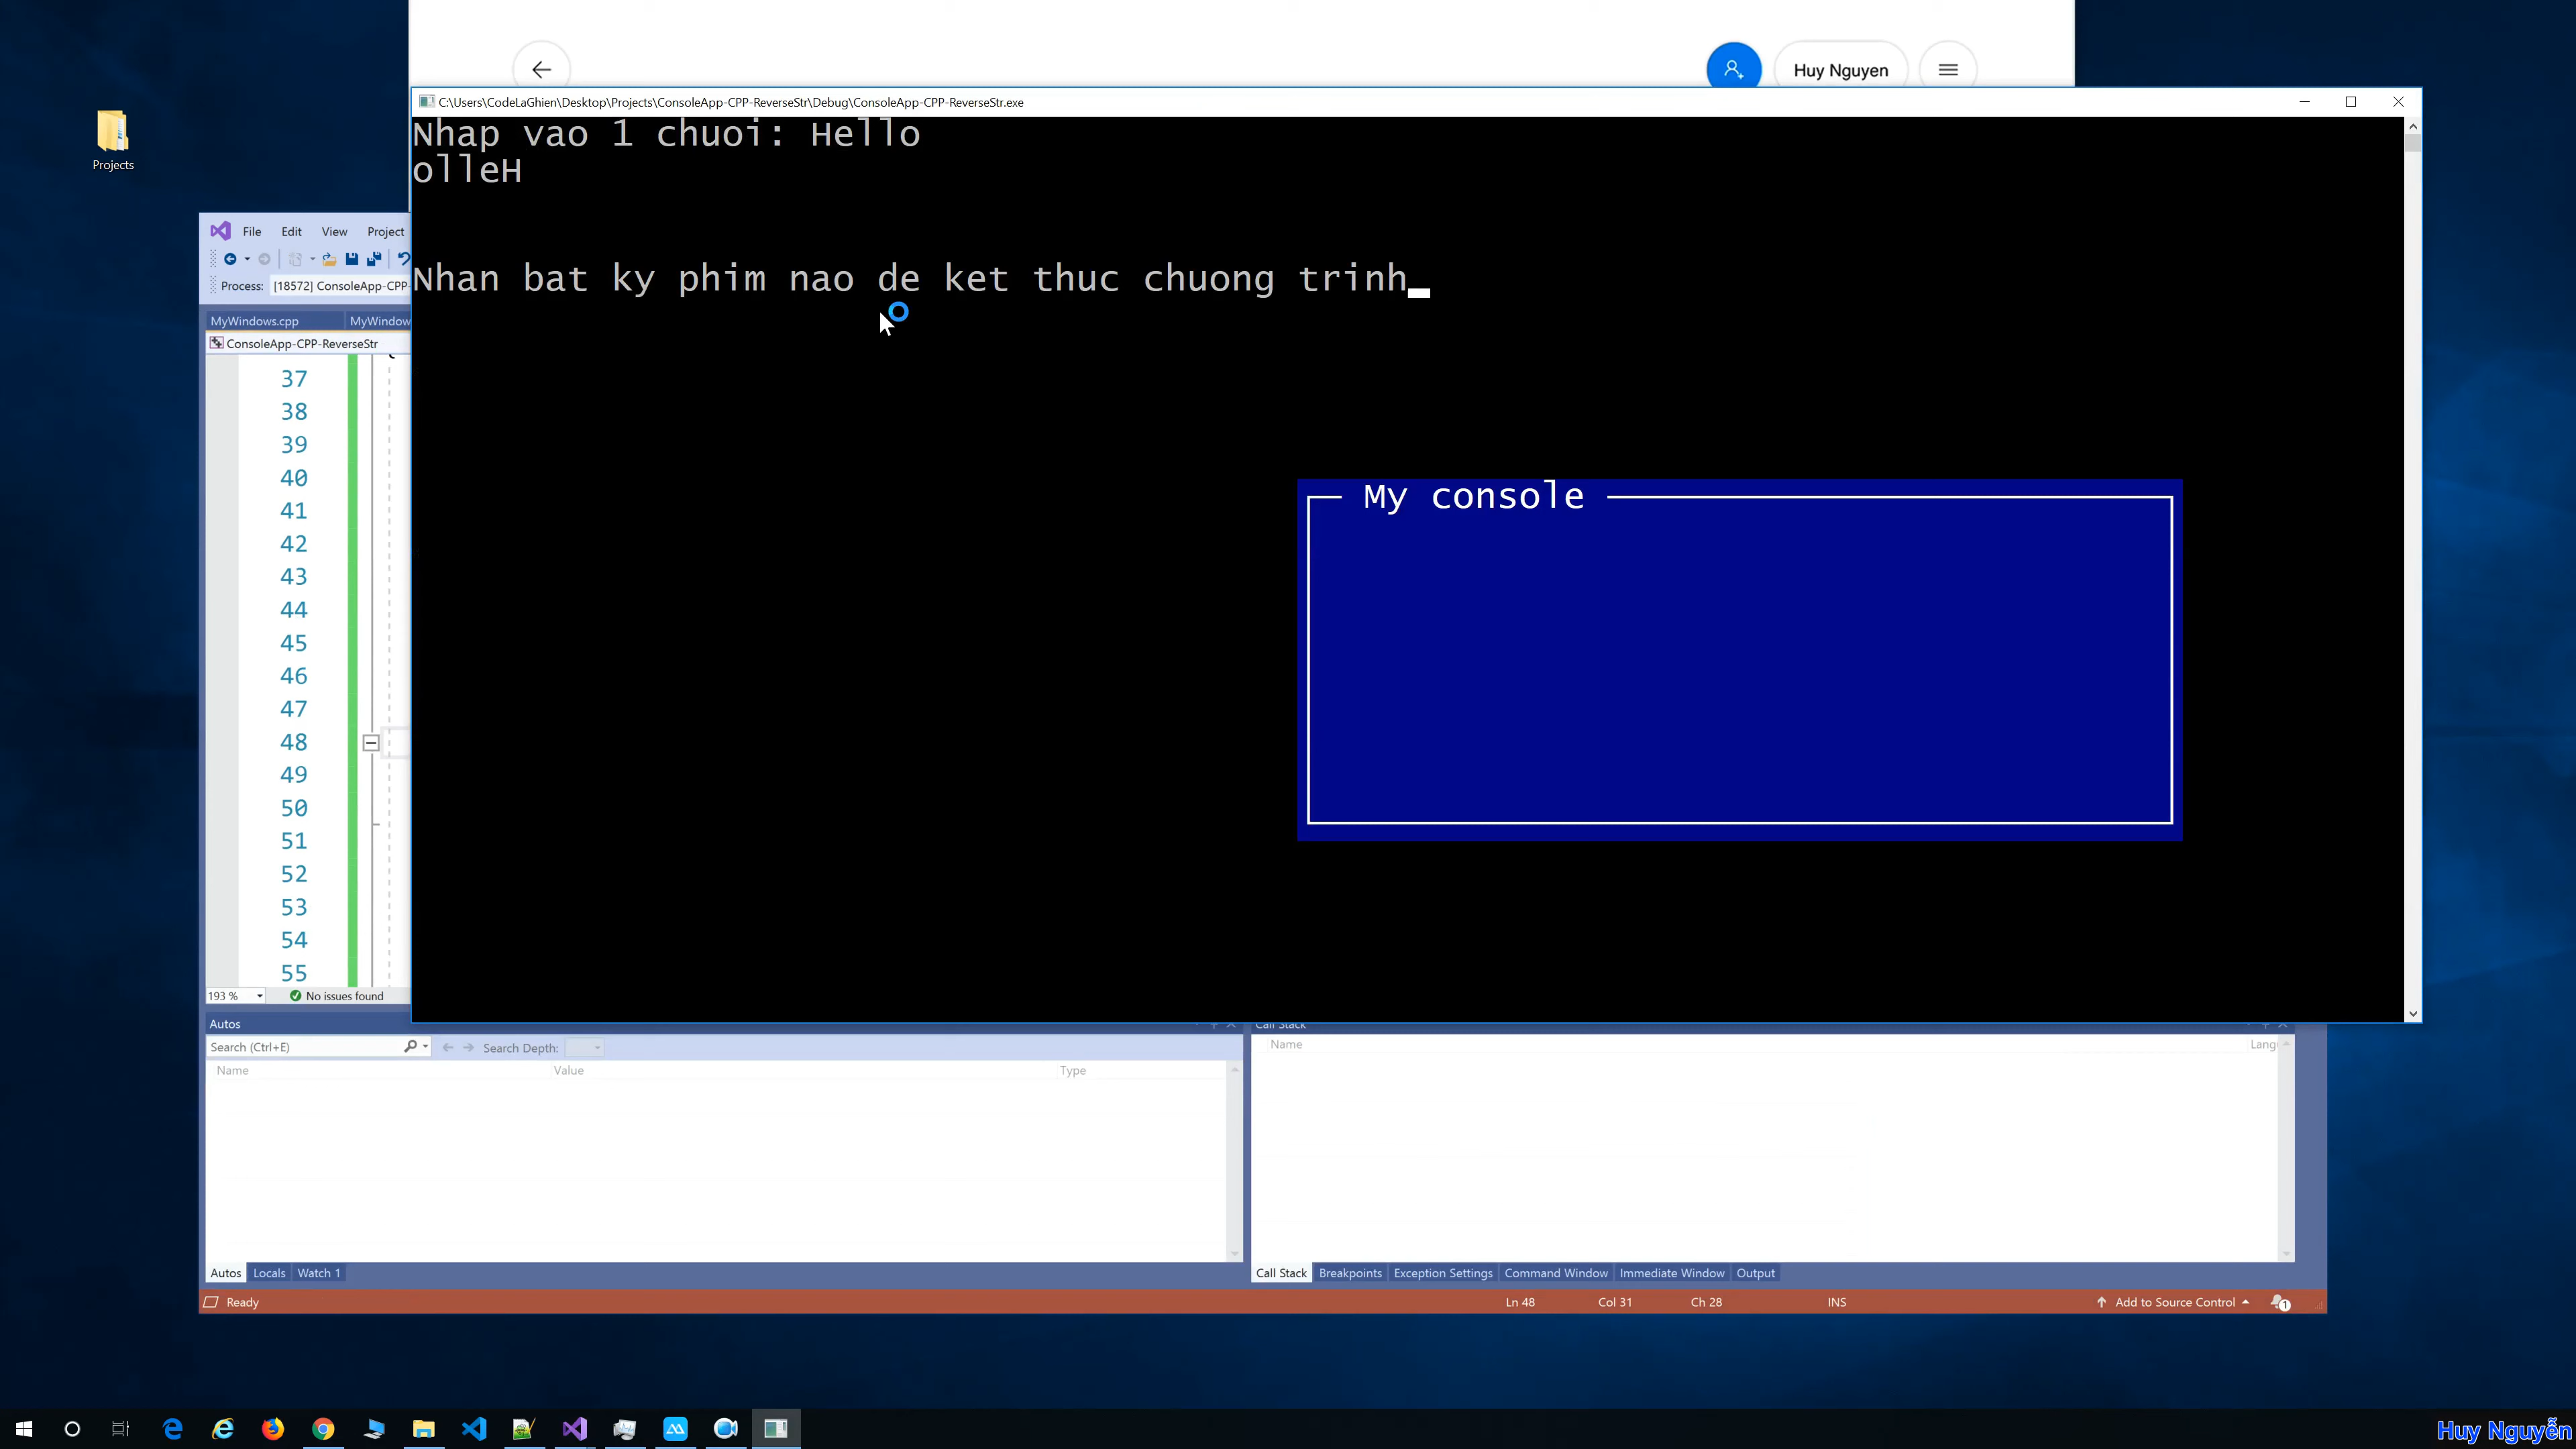 Huy Nguyen
C:\Users\CodeLaGhien\Desktop\Projects\ConsoleApp-CPP-ReverseStr\Debug\ConsoleApp-CPP-ReverseStr.exe
Nhap vao 1 chuoi: Hello
olleH
Nhan bat ky phim nao de ket thuc chuong trinh
My console
Projects
File Edit View Project
Process: [18572] ConsoleApp-CPP-
MyWindows.cpp MyWindow
ConsoleApp-CPP-ReverseStr
37
38
39
40
41
42
43
44
45
46
47
48
49
50
51
52
53
54
55
193 % No issues found
Autos
Search (Ctrl+E) Search Depth:
Name Value Type
Autos Locals Watch 1
Call Stack
Name Lang
Call Stack Breakpoints Exception Settings Command Window Immediate Window Output
Ready Ln 48 Col 31 Ch 28 INS Add to Source Control 1
Huy Nguyễn